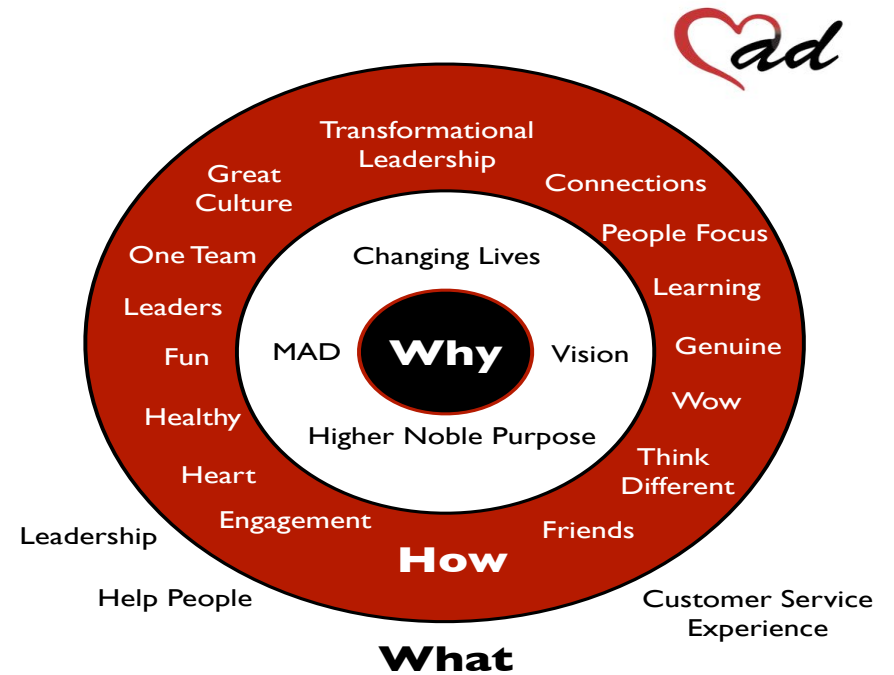 ad
Transformational
Leadership
Great
Culture
Connections
People Focus
One Team
Changing Lives
Learning
Leaders
Fun
MAD
Why
Vision
Genuine
Wow
Healthy
Higher Noble Purpose
Think
Different
Heart
Engagement
Friends
Leadership
How
Help People
Customer Service
Experience
What